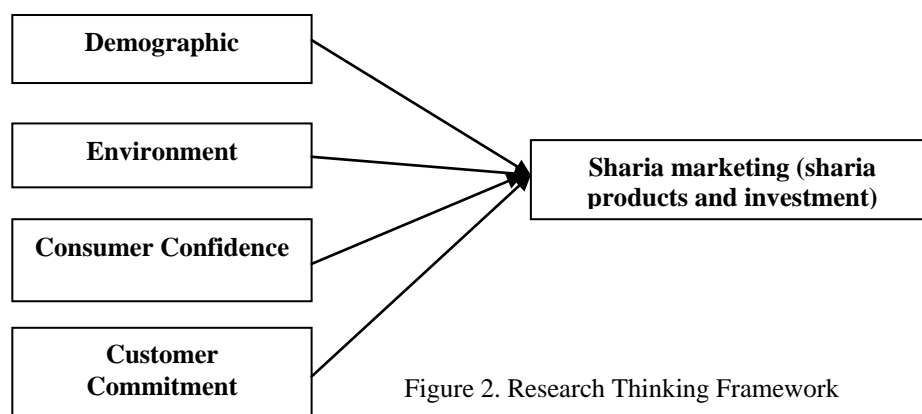 Demographic
Environment
Consumer Confidence
Customer
Commitment
Sharia marketing (sharia
products and investment)
Figure 2. Research Thinking Framework